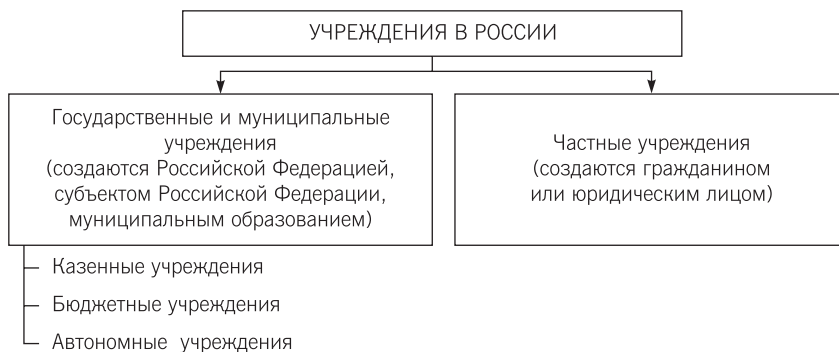 УЧРЕЖДЕНИЯ В РОССИИ
Государственные и муниципальные
учреждения
(создаются Российской Федерацией,
субъектом Российской Федерации,
муниципальным образованием)
Частные учреждения
(создаются гражданином
или юридическим лицом)
Казенные учреждения
Бюджетные учреждения
Автономные учреждения